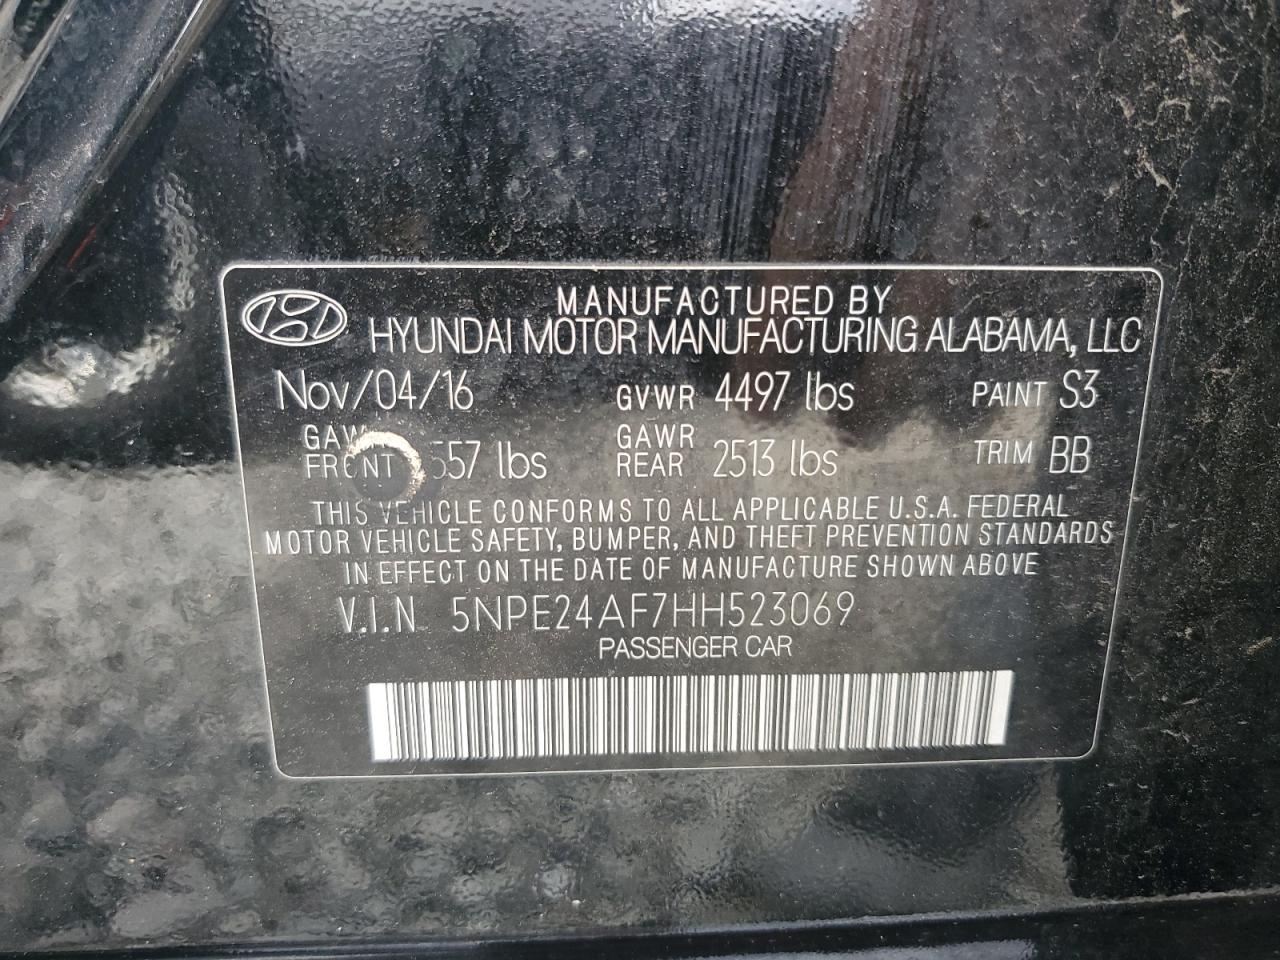 MANUFACTURED BY
HYUNDAI MOTOR MANUFACTURING ALABAMA, LLC
Nov/04/16 GVWR 4497 lbs PAINT S3
GAWR FRONT lbs GAWR REAR 2513 lbs TRIM BB
THIS VEHICLE CONFORMS TO ALL APPLICABLE U.S.A. FEDERAL
MOTOR VEHICLE SAFETY, BUMPER, AND THEFT PREVENTION STANDARDS
IN EFFECT ON THE DATE OF MANUFACTURE SHOWN ABOVE
V.I.N 5NPE24AF7HH523069
PASSENGER CAR